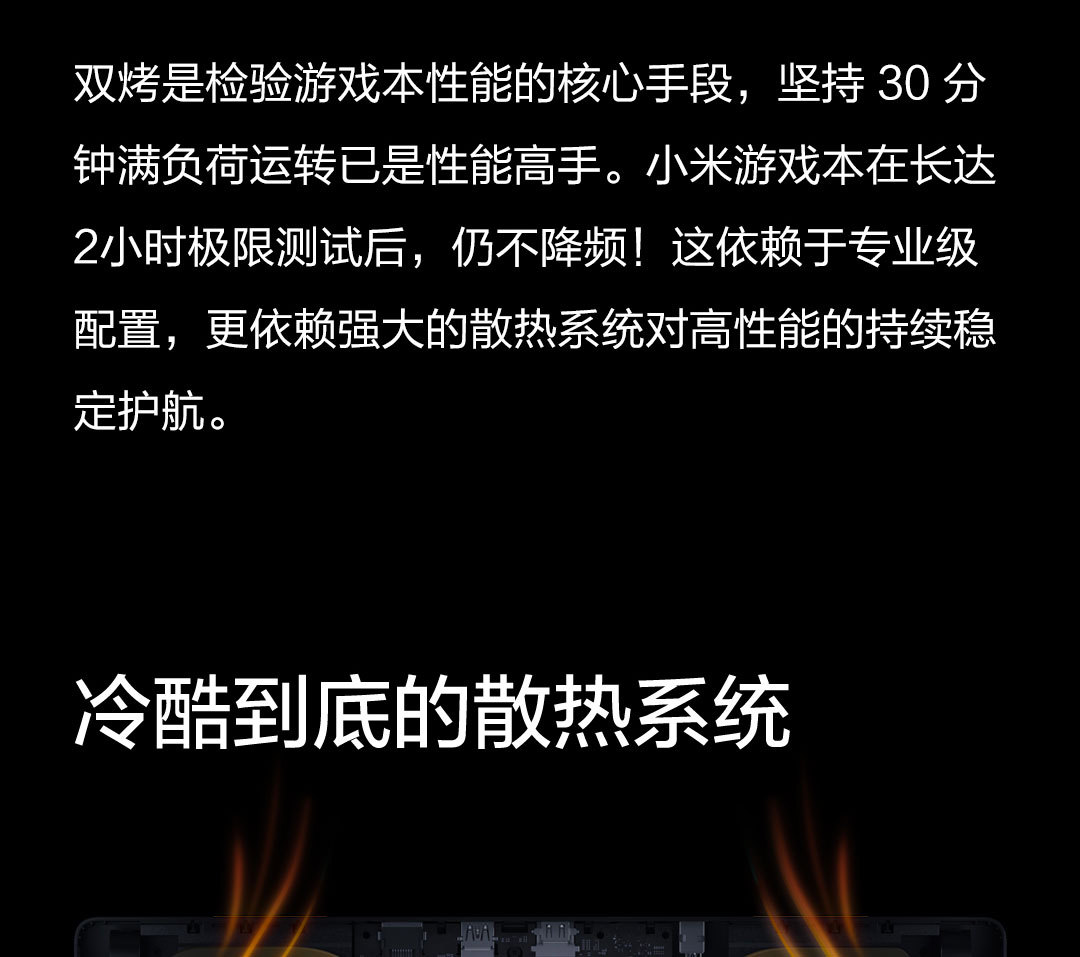 双烤是检验游戏本性能的核心手段，坚持 30 分
钟满负荷运转已是性能高手。小米游戏本在长达
2小时极限测试后，仍不降频！这依赖于专业级
配置，更依赖强大的散热系统对高性能的持续稳
定护航。
冷酷到底的散热系统